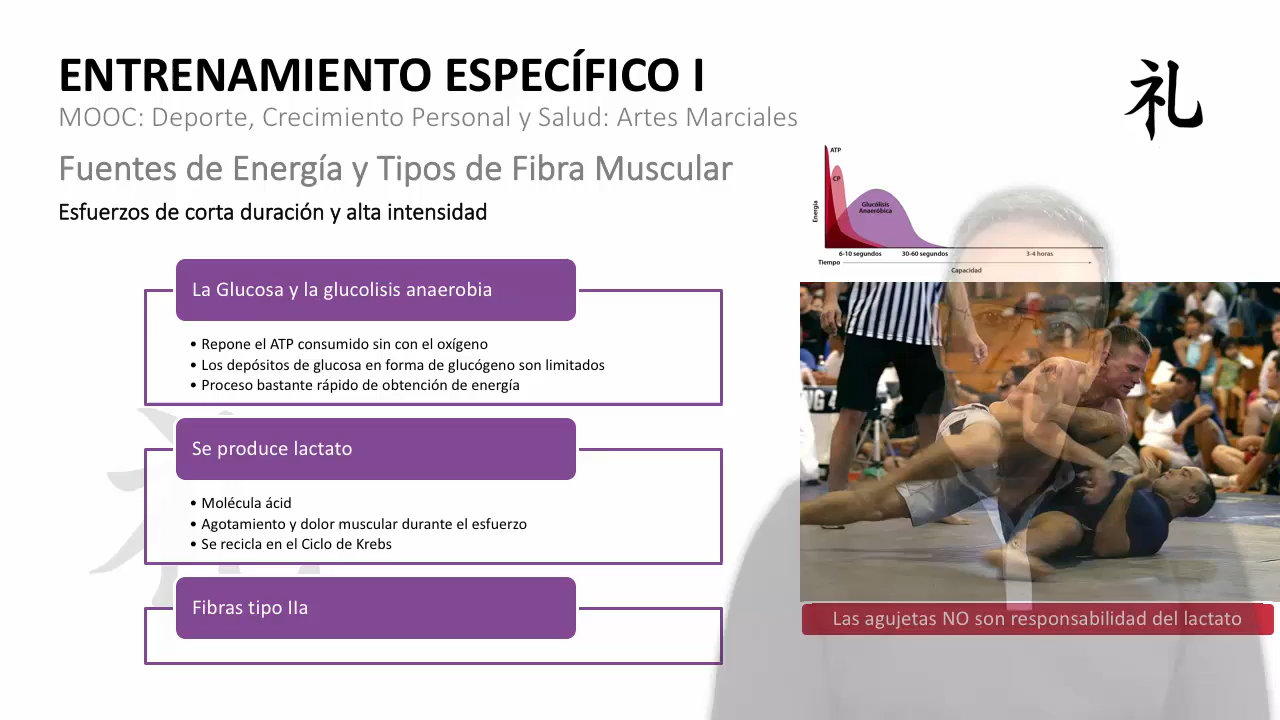 ENTRENAMIENTO ESPECÍFICO I
MOOC: Deporte, Crecimiento Personal y Salud: Artes Marciales
礼
Fuentes de Energía y Tipos de Fibra Muscular
Esfuerzos de corta duración y alta intensidad
ATP
CP
Glucólisis
Anaeróbica
Energía
6-10 segundos
30-60 segundos
3-4 horas
Tiempo
Capacidad
La Glucosa y la glucolisis anaerobia
• Repone el ATP consumido sin con el oxígeno
• Los depósitos de glucosa en forma de glucógeno son limitados
• Proceso bastante rápido de obtención de energía
Se produce lactato
• Molécula ácid
• Agotamiento y dolor muscular durante el esfuerzo
• Se recicla en el Ciclo de Krebs
Fibras tipo IIa
Las agujetas NO son responsabilidad del lactato